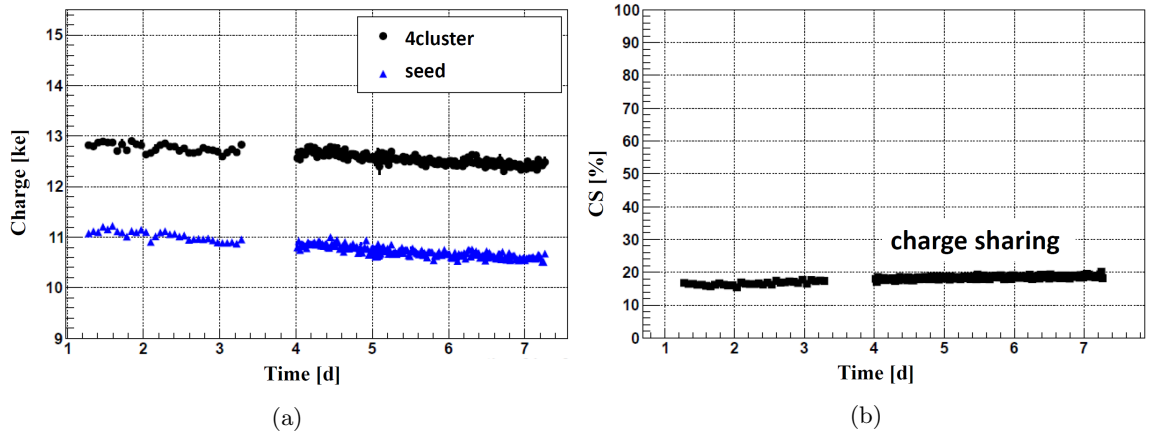 15
14
13
12
11
10
9
Charge [ke]
4cluster
seed
1 2 3 4 5 6 7
Time [d]
(a)
100
90
80
70
60
50
40
30
20
10
0
CS [%]
charge sharing
1 2 3 4 5 6 7
Time [d]
(b)